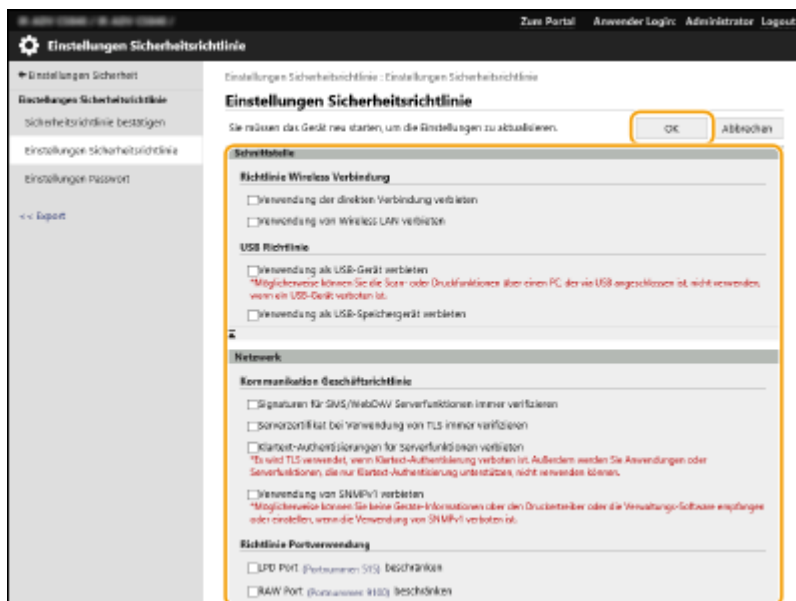 Zum Portal Anwender Login: Administrator Logout
Einstellungen Sicherheitsrichtlinie
Einstellungen Sicherheit
Einstellungen Sicherheitsrichtlinie : Einstellungen Sicherheitsrichtlinie
Einstellungen Sicherheitsrichtlinie
Sicherheitsrichtlinie bestätigen
Einstellungen Sicherheitsrichtlinie
Einstellungen Passwort
<< Export
Einstellungen Sicherheitsrichtlinie
Sie müssen das Gerät neu starten, um die Einstellungen zu aktualisieren.
OK
Abbrechen
Schnittstelle
Richtlinie Wireless Verbindung
Verwendung der direkten Verbindung verbieten
Verwendung von Wireless LAN verbieten
USB Richtlinie
Verwendung als USB-Gerät verbieten
*Möglicherweise können Sie die Scan- oder Druckfunktionen über einen PC, der via USB angeschlossen ist, nicht verwenden,
wenn ein USB-Gerät verboten ist.
Verwendung als USB-Speichergerät verbieten
Netzwerk
Kommunikation Geschäftsrichtlinie
Signaturen für SMS/WebDAV Serverfunktionen immer verifizieren
Serverzertifikat bei Verwendung von TLS immer verifizieren
Klartext-Authentisierungen für Serverfunktionen verbieten
*Es wird TLS verwendet, wenn Klartext-Authentisierung verboten ist. Außerdem werden Sie Anwendungen oder
Serverfunktionen, die nur Klartext-Authentisierung unterstützen, nicht verwenden können.
Verwendung von SNMPv1 verbieten
*Möglicherweise können Sie keine Geräte-Informationen über den Druckertreiber oder die Verwaltungs-Software empfangen
oder einstellen, wenn die Verwendung von SNMPv1 verboten ist.
Richtlinie Portverwendung
LPD Port (Portnummer: 515) beschränken
RAW Port (Portnummer: 9100) beschränken